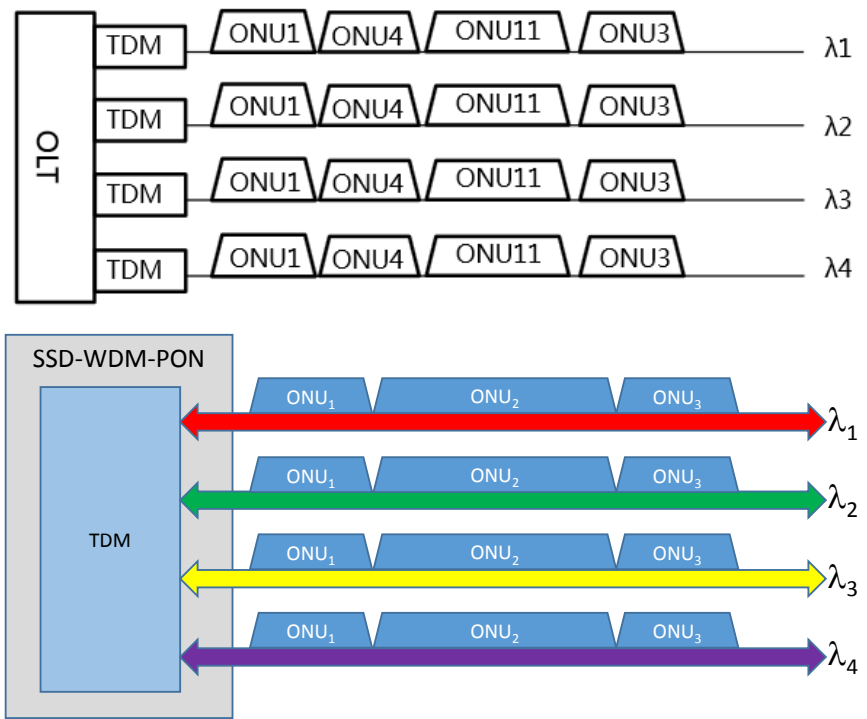 OLT
TDM ONU1 ONU4 ONU11 ONU3 λ1
TDM ONU1 ONU4 ONU11 ONU3 λ2
TDM ONU1 ONU4 ONU11 ONU3 λ3
TDM ONU1 ONU4 ONU11 ONU3 λ4
SSD-WDM-PON
TDM
ONU₁ ONU₂ ONU₃ λ₁
ONU₁ ONU₂ ONU₃ λ₂
ONU₁ ONU₂ ONU₃ λ₃
ONU₁ ONU₂ ONU₃ λ₄